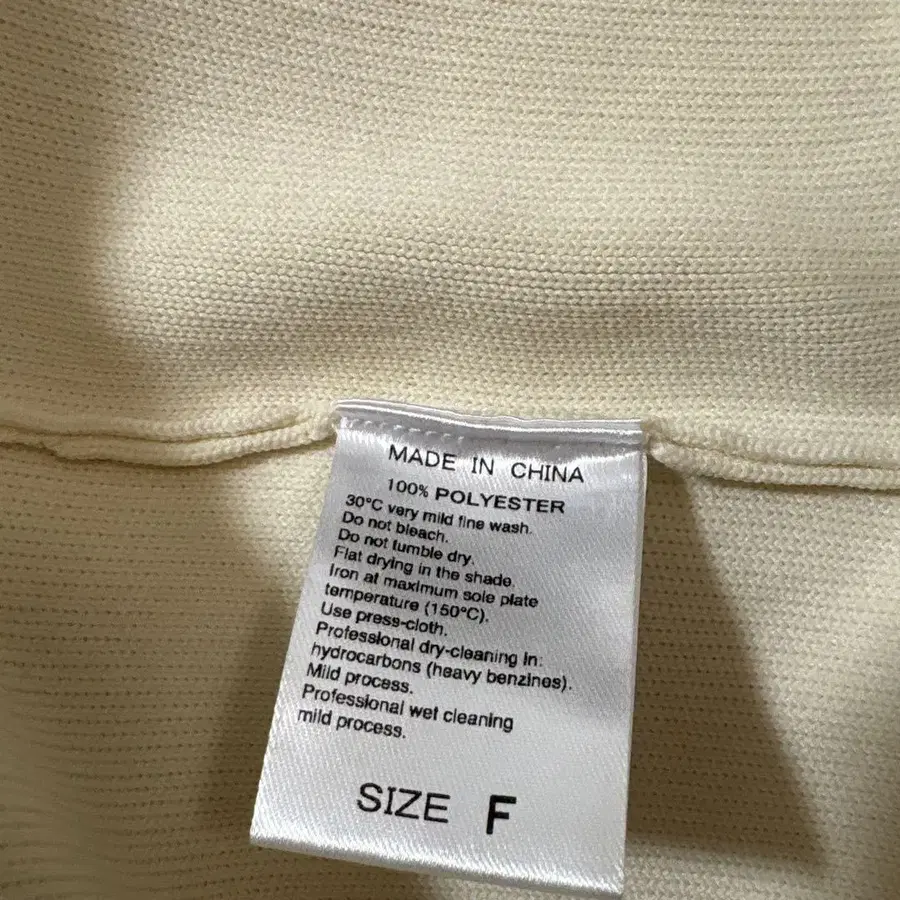 MADE IN CHINA
100% POLYESTER
30°C very mild fine wash.
Do not bleach.
Do not tumble dry.
Flat drying in the shade.
Iron at maximum sole plate
temperature (150°C).
Use press-cloth.
Professional dry-cleaning in:
hydrocarbons (heavy benzines).
Mild process.
Professional wet cleaning
mild process.
SIZE F